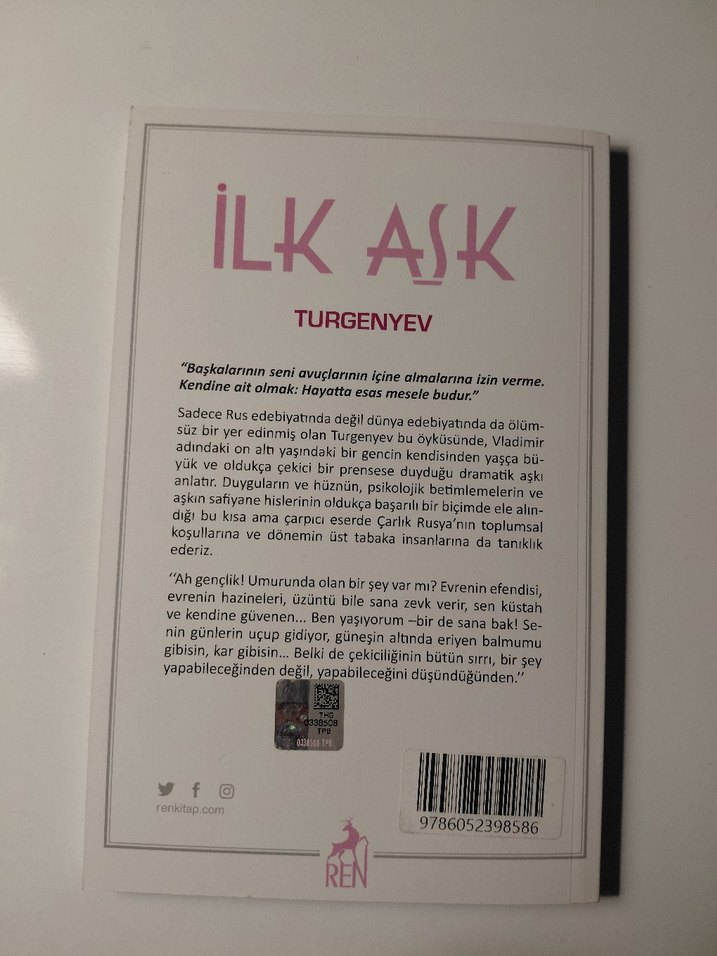 İLK AŞK
TURGENYEV
“Başkalarının seni avuçlarının içine almalarına izin verme.
Kendine ait olmak: Hayatta esas mesele budur.”
Sadece Rus edebiyatında değil dünya edebiyatında da ölüm-
süz bir yer edinmiş olan Turgenyev bu öyküsünde, Vladimir
adındaki on altı yaşındaki bir gencin kendisinden yaşça bü-
yük ve oldukça çekici bir prensese duyduğu dramatik aşkı
anlatır. Duyguların ve hüznün, psikolojik betimlemelerin ve
aşkın safiyane hislerinin oldukça başarılı bir biçimde ele alın-
dığı bu kısa ama çarpıcı eserde Çarlık Rusya’nın toplumsal
koşullarına ve dönemin üst tabaka insanlarına da tanıklık
ederiz.
‘‘Ah gençlik! Umurunda olan bir şey var mı? Evrenin efendisi,
evrenin hazineleri, üzüntü bile sana zevk verir, sen küstah
ve kendine güvenen... Ben yaşıyorum –bir de sana bak! Se-
nin günlerin uçup gidiyor, güneşin altında eriyen balmumu
gibisin, kar gibisin... Belki de çekiciliğinin bütün sırrı, bir şey
yapabileceğinden değil, yapabileceğini düşündüğünden.’’
THG
0338508
TPB
0338508 TPB
renkitap.com
9786052398586
REN